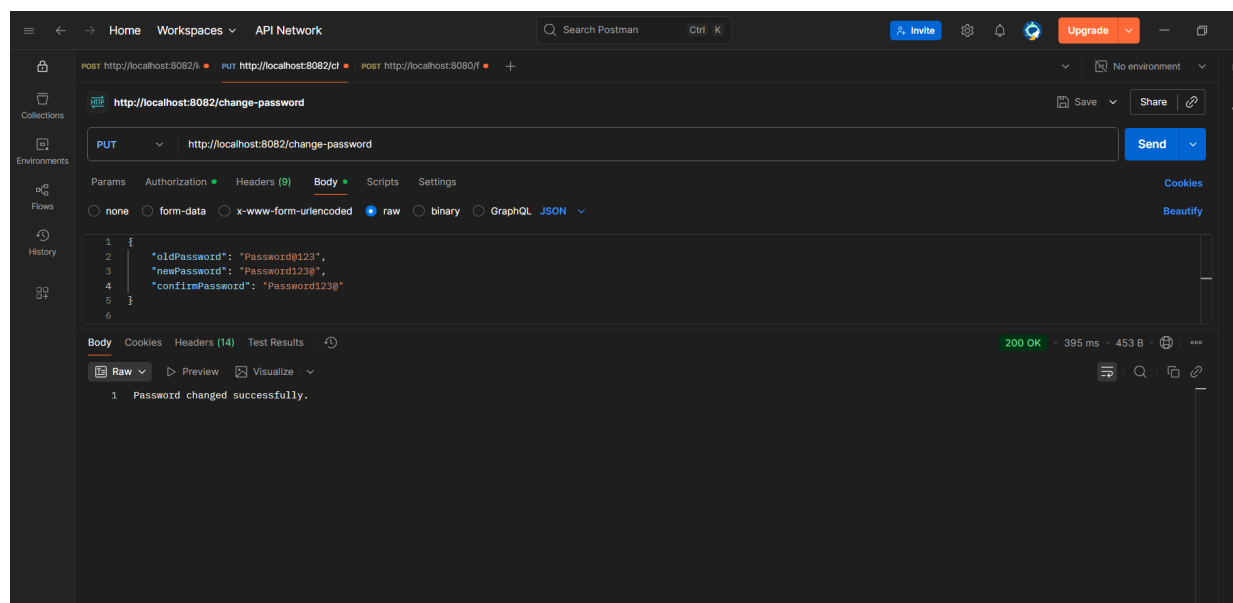 Home Workspaces API Network Search Postman Ctrl K Invite Upgrade
POST http://localhost:8082/l PUT http://localhost:8082/cl POST http://localhost:8080/f No environment
HTTP http://localhost:8082/change-password Save Share
Collections
PUT http://localhost:8082/change-password Send
Environments
Params Authorization Headers (9) Body Scripts Settings Cookies
Flows
none form-data x-www-form-urlencoded raw binary GraphQL JSON Beautify
History
1 {
2 "oldPassword": "Password@123",
3 "newPassword": "Password123@",
4 "confirmPassword": "Password123@"
5 }
6
Body Cookies Headers (14) Test Results 200 OK 395 ms 453 B
Raw Preview Visualize
1 Password changed successfully.